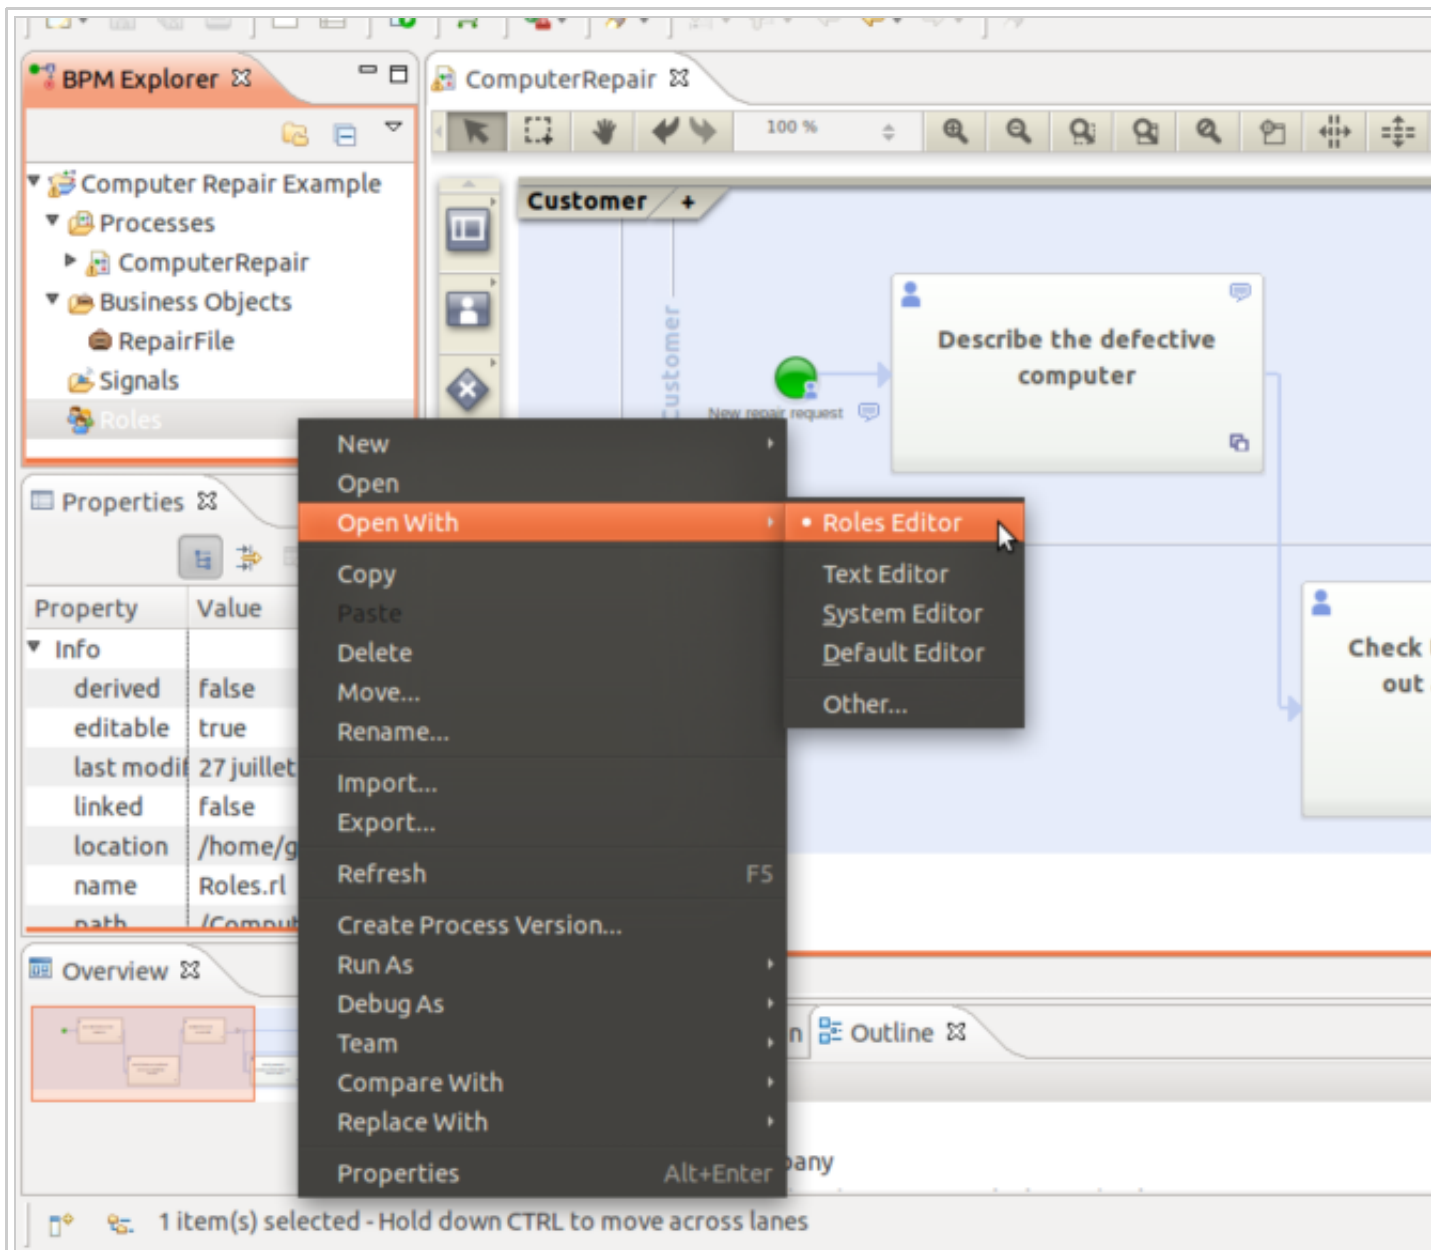 BPM Explorer
ComputerRepair
100 %
Computer Repair Example
Processes
ComputerRepair
Business Objects
RepairFile
Signals
Roles
Customer +
Customer
Describe the defective
computer
New repair request
Check
out
New
Open
Open With
Copy
Paste
Delete
Move...
Rename...
Import...
Export...
Refresh F5
Create Process Version...
Run As
Debug As
Team
Compare With
Replace With
Properties Alt+Enter
Roles Editor
Text Editor
System Editor
Default Editor
Other...
Properties
Property Value
Info
derived false
editable true
last modif 27 juillet
linked false
location /home/g
name Roles.rl
path /Comput
Overview
n Outline
pany
1 item(s) selected - Hold down CTRL to move across lanes